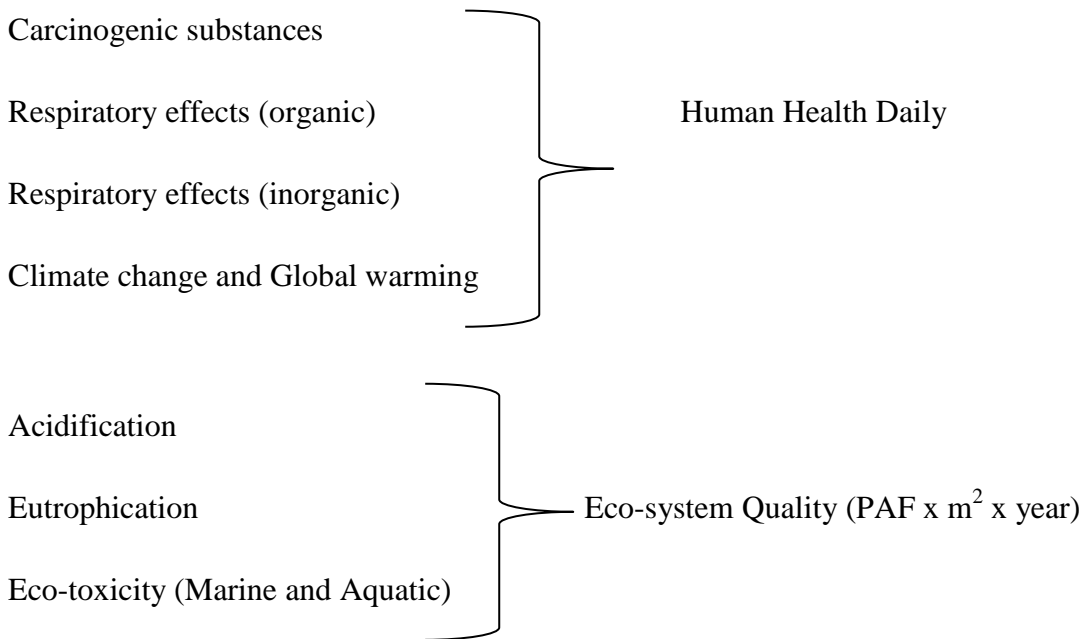 Carcinogenic substances
Respiratory effects (organic)
Human Health Daily
Respiratory effects (inorganic)
Climate change and Global warming
Acidification
Eutrophication
Eco-system Quality (PAF x m² x year)
Eco-toxicity (Marine and Aquatic)